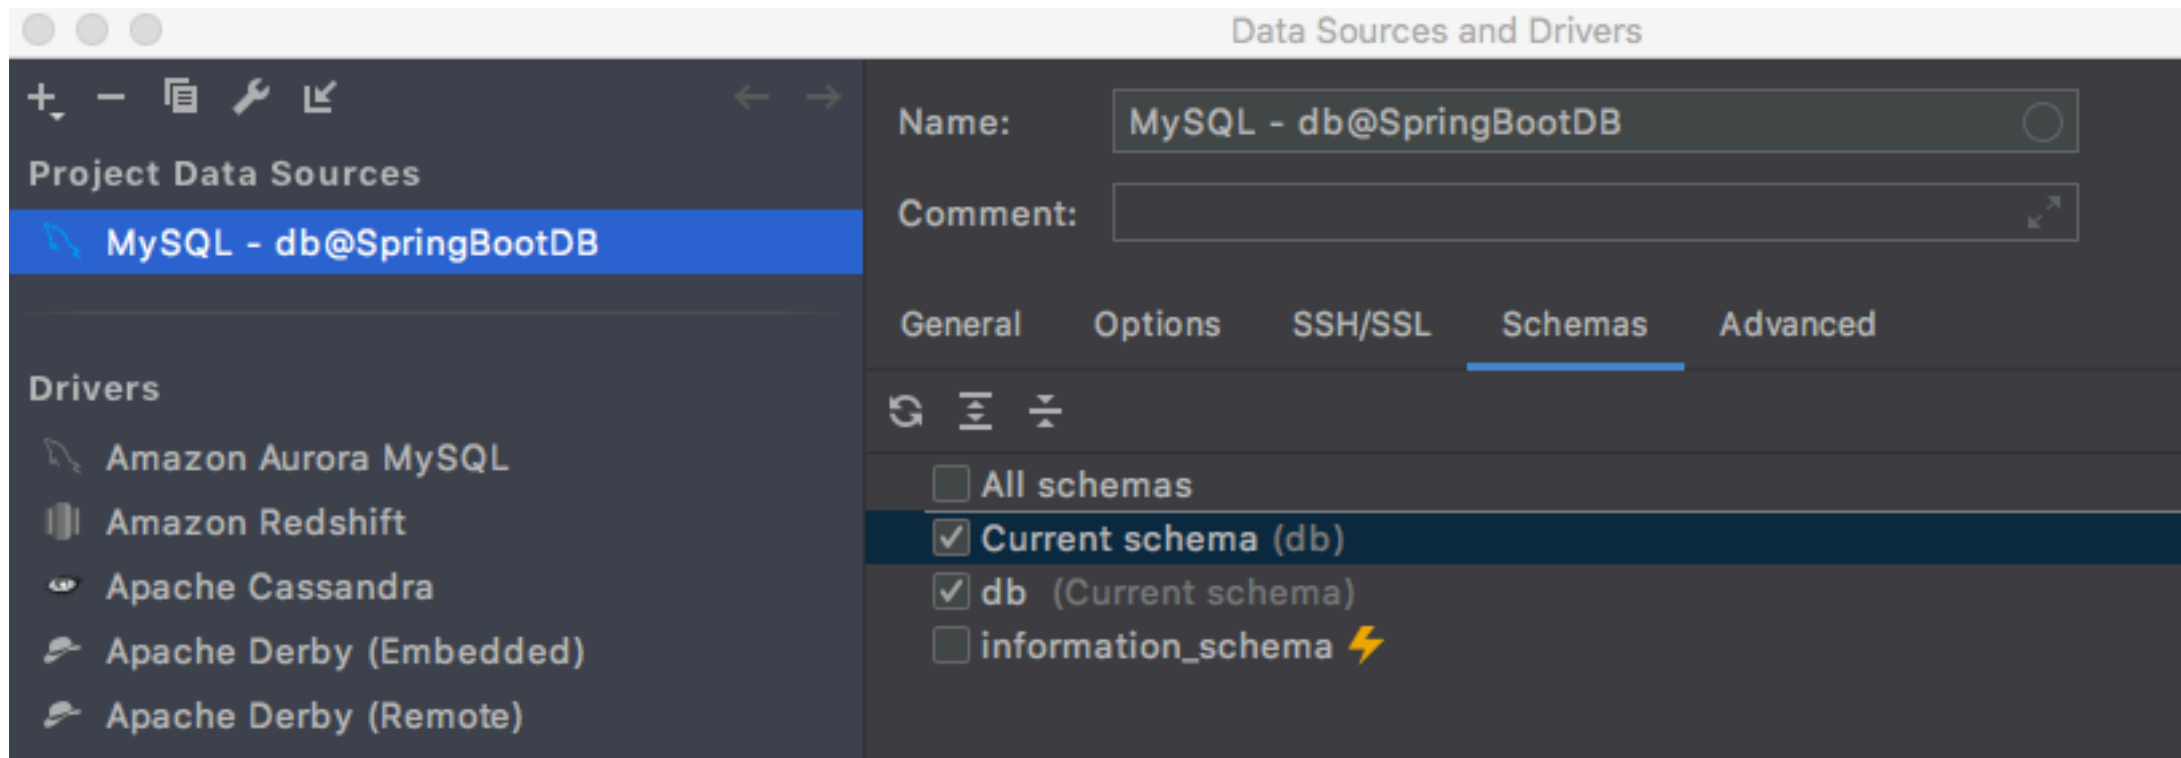 Data Sources and Drivers
Project Data Sources
MySQL - db@SpringBootDB
Drivers
Amazon Aurora MySQL
Amazon Redshift
Apache Cassandra
Apache Derby (Embedded)
Apache Derby (Remote)
Name: MySQL - db@SpringBootDB
Comment:
General Options SSH/SSL Schemas Advanced
All schemas
Current schema (db)
db (Current schema)
information_schema